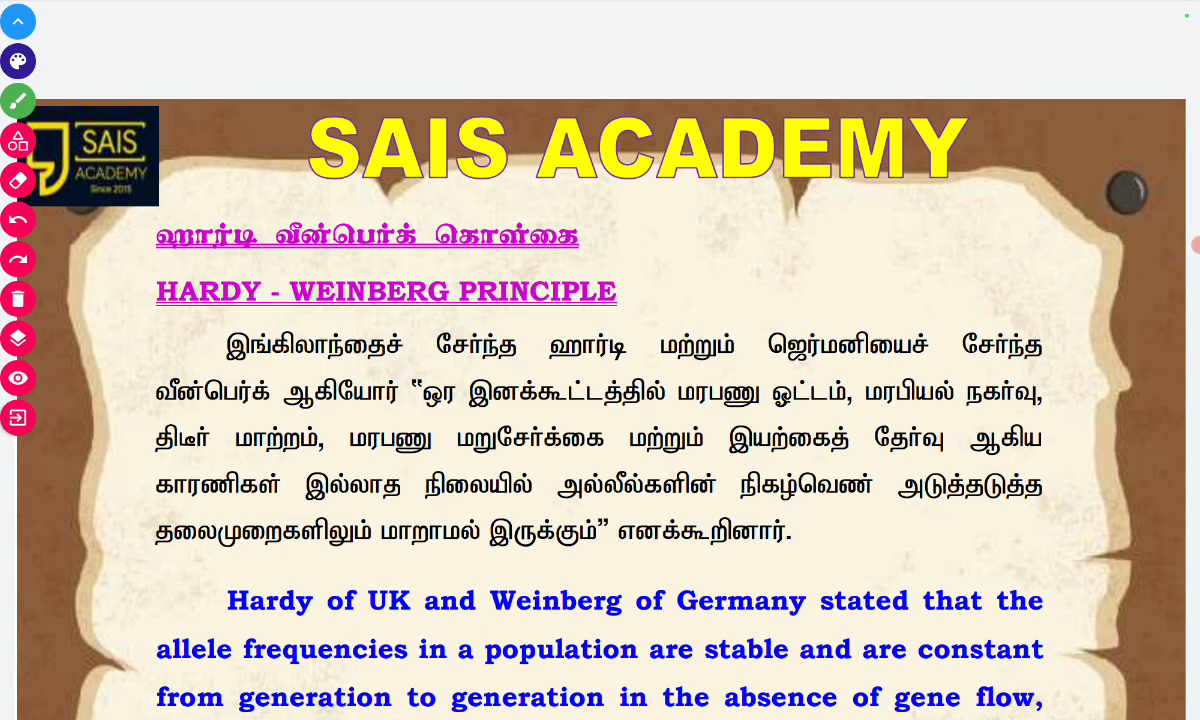 SAIS ACADEMY
SAIS
ACADEMY
Since 2015
ஹார்டி வீன்பெர்க் கொள்கை
HARDY - WEINBERG PRINCIPLE
இங்கிலாந்தைச் சேர்ந்த ஹார்டி மற்றும் ஜெர்மனியைச் சேர்ந்த
வீன்பெர்க் ஆகியோர் “ஒர இனக்கூட்டத்தில் மரபணு ஓட்டம், மரபியல் நகர்வு,
திடீர் மாற்றம், மரபணு மறுசேர்க்கை மற்றும் இயற்கைத் தேர்வு ஆகிய
காரணிகள் இல்லாத நிலையில் அல்லீல்களின் நிகழ்வெண் அடுத்தடுத்த
தலைமுறைகளிலும் மாறாமல் இருக்கும்” எனக்கூறினார்.
Hardy of UK and Weinberg of Germany stated that the
allele frequencies in a population are stable and are constant
from generation to generation in the absence of gene flow,